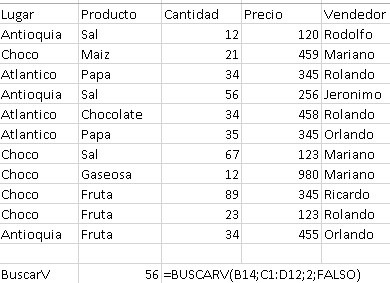 Lugar Producto Cantidad Precio Vendedor
Antioquia Sal 12 120 Rodolfo
Choco Maiz 21 459 Mariano
Atlantico Papa 34 345 Rolando
Antioquia Sal 56 256 Jeronimo
Atlantico Chocolate 34 458 Rolando
Atlantico Papa 35 345 Orlando
Choco Sal 67 123 Mariano
Choco Gaseosa 12 980 Mariano
Choco Fruta 89 345 Ricardo
Choco Fruta 23 123 Rolando
Antioquia Fruta 34 455 Orlando
BuscarV 56 =BUSCARV(B14;C1:D12;2;FALSO)